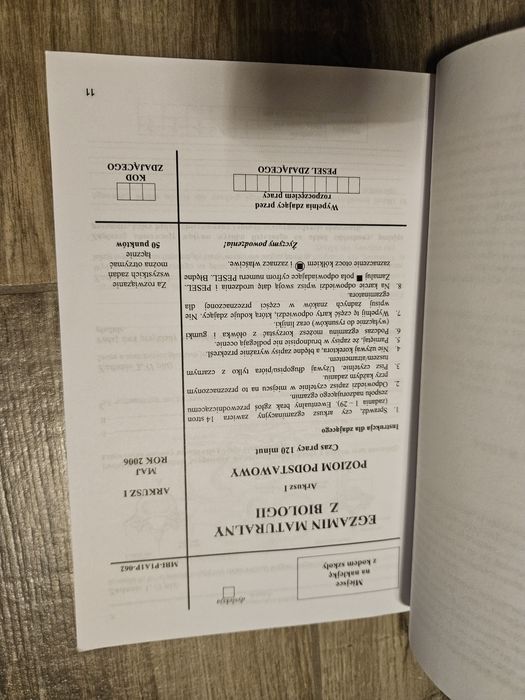 Miejsce
na naklejkę
z kodem szkoły
dysleksja
MBI-P1A1P-062
EGZAMIN MATURALNY
Z BIOLOGII
Arkusz I
POZIOM PODSTAWOWY
Czas pracy 120 minut
ARKUSZ I
MAJ
ROK 2006
Instrukcja dla zdającego
1. Sprawdź, czy arkusz egzaminacyjny zawiera 14 stron
(zadania 1 – 29). Ewentualny brak zgłoś przewodniczącemu
zespołu nadzorującego egzamin.
2. Odpowiedzi zapisz czytelnie w miejscu na to przeznaczonym
przy każdym zadaniu.
3. Pisz czytelnie. Używaj długopisu/pióra tylko z czarnym
tuszem/atramentem.
4. Nie używaj korektora, a błędne zapisy wyraźnie przekreśl.
5. Pamiętaj, że zapisy w brudnopisie nie podlegają ocenie.
6. Podczas egzaminu możesz korzystać z ołówka i gumki
(wyłącznie do rysunków) oraz linijki.
7. Wypełnij tę część karty odpowiedzi, którą koduje zdający. Nie
wpisuj żadnych znaków w części przeznaczonej dla
egzaminatora.
8. Na karcie odpowiedzi wpisz swoją datę urodzenia i PESEL.
Zamaluj ■ pola odpowiadające cyfrom numeru PESEL. Błędne
zaznaczenie otocz kółkiem i zaznacz właściwe.
Życzymy powodzenia!
Za rozwiązanie
wszystkich zadań
można otrzymać
łącznie
50 punktów
Wypełnia zdający przed
rozpoczęciem pracy
PESEL ZDAJĄCEGO
KOD
ZDAJĄCEGO
11